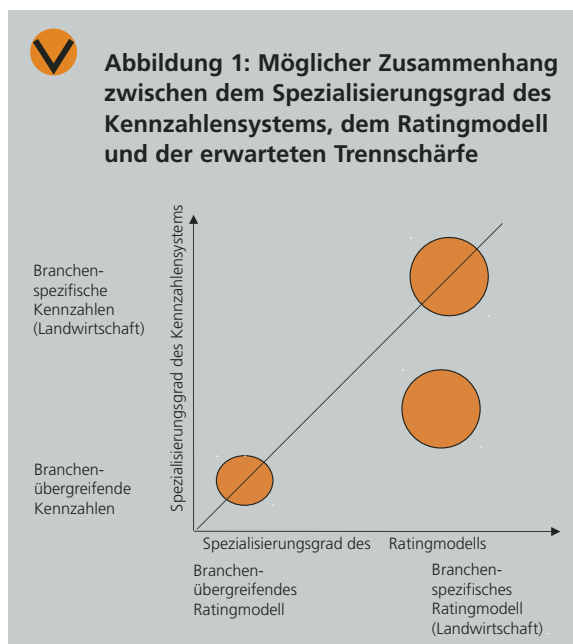 Abbildung 1: Möglicher Zusammenhang
zwischen dem Spezialisierungsgrad des
Kennzahlensystems, dem Ratingmodell
und der erwarteten Trennschärfe
Spezialisierungsgrad des Kennzahlensystems
Branchen-
spezifische
Kennzahlen
(Landwirtschaft)
Branchen-
übergreifende
Kennzahlen
Spezialisierungsgrad des Ratingmodells
Branchen-
übergreifendes
Ratingmodell
Branchen-
spezifisches
Ratingmodell
(Landwirtschaft)